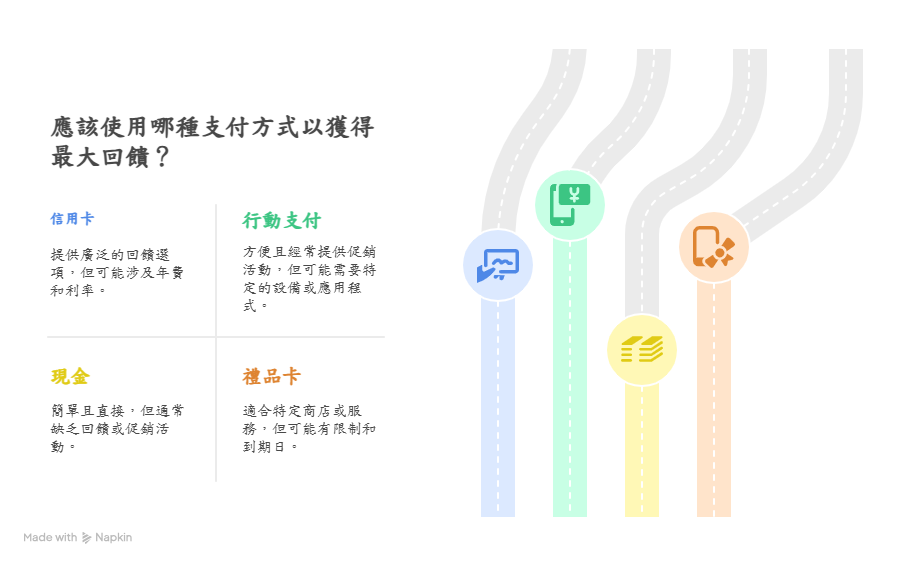 應該使用哪種支付方式以獲得
最大回饋？
信用卡
提供廣泛的回饋選
項，但可能涉及年費
和利率。
行動支付
方便且經常提供促銷
活動，但可能需要特
定的設備或應用程
式。
現金
簡單且直接，但通常
缺乏回饋或促銷活
動。
禮品卡
適合特定商店或服
務，但可能有限制和
到期日。
¥
Made with Napkin